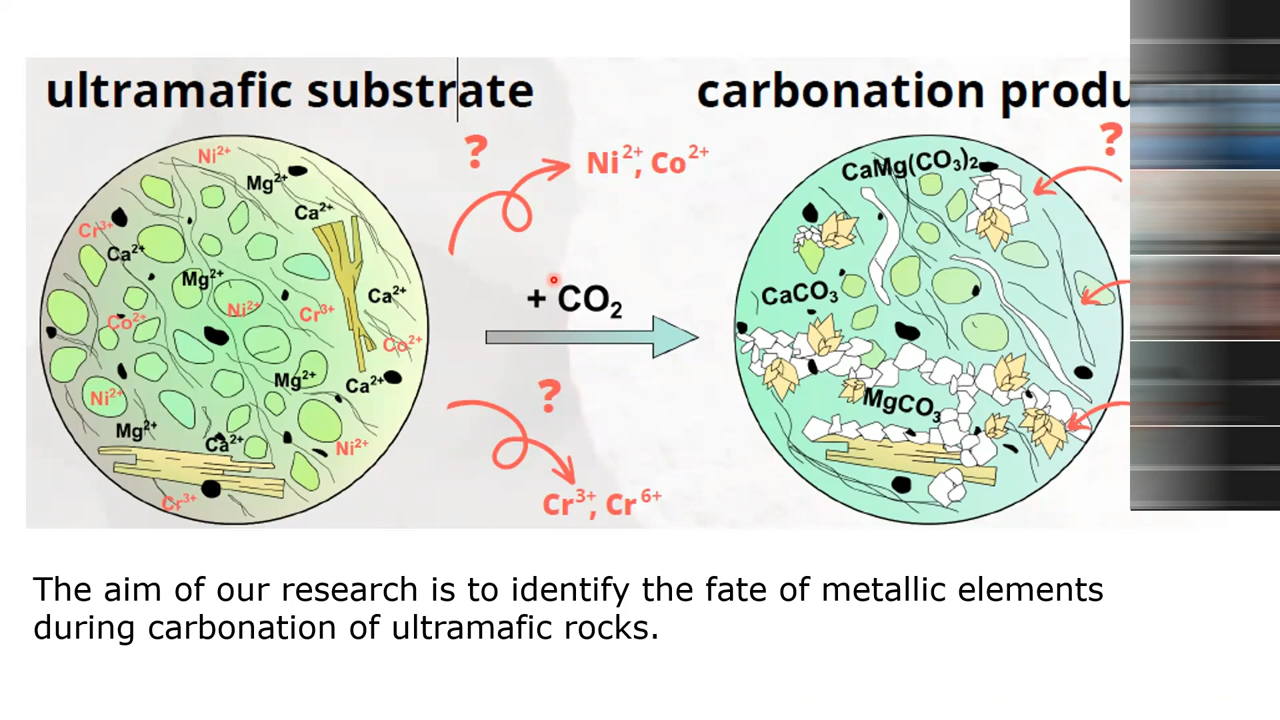 ultramafic substrate
carbonation produ
?
Ni²⁺, Co²⁺
?
+ CO₂
?
Cr³⁺, Cr⁶⁺
Ni²⁺
Mg²⁺
Ca²⁺
Cr³⁺
Ca²⁺
Mg²⁺
Ni²⁺
Cr³⁺
Ca²⁺
Co²⁺
Co²⁺
Mg²⁺
Ca²⁺
Ni²⁺
Mg²⁺
Ca²⁺
Ni²⁺
Cr³⁺
CaMg(CO₃)₂
CaCO₃
MgCO₃
The aim of our research is to identify the fate of metallic elements
during carbonation of ultramafic rocks.